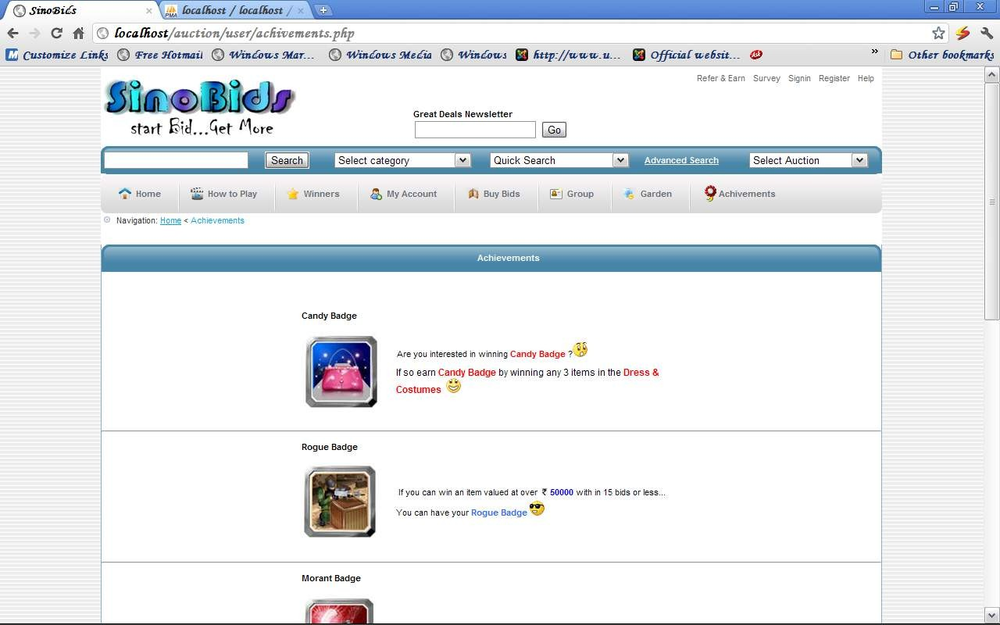 SinoBids
PMA localhost / localhost /
localhost/auction/user/achivements.php
Customize Links Free Hotmail Windows Mar... Windows Media Windows http://www.u... Official websit... Ask » Other bookmarks
SinoBids
start Bid...Get More
Refer & Earn Survey Signin Register Help
Great Deals Newsletter
Go
Search Select category Quick Search Advanced Search Select Auction
Home How to Play Winners My Account Buy Bids Group Garden Achivements
Navigation: Home < Achievements
Achievements
Candy Badge
Are you interested in winning Candy Badge ?
If so earn Candy Badge by winning any 3 items in the Dress &
Costumes
Rogue Badge
If you can win an item valued at over ₹ 50000 with in 15 bids or less...
You can have your Rogue Badge
Morant Badge